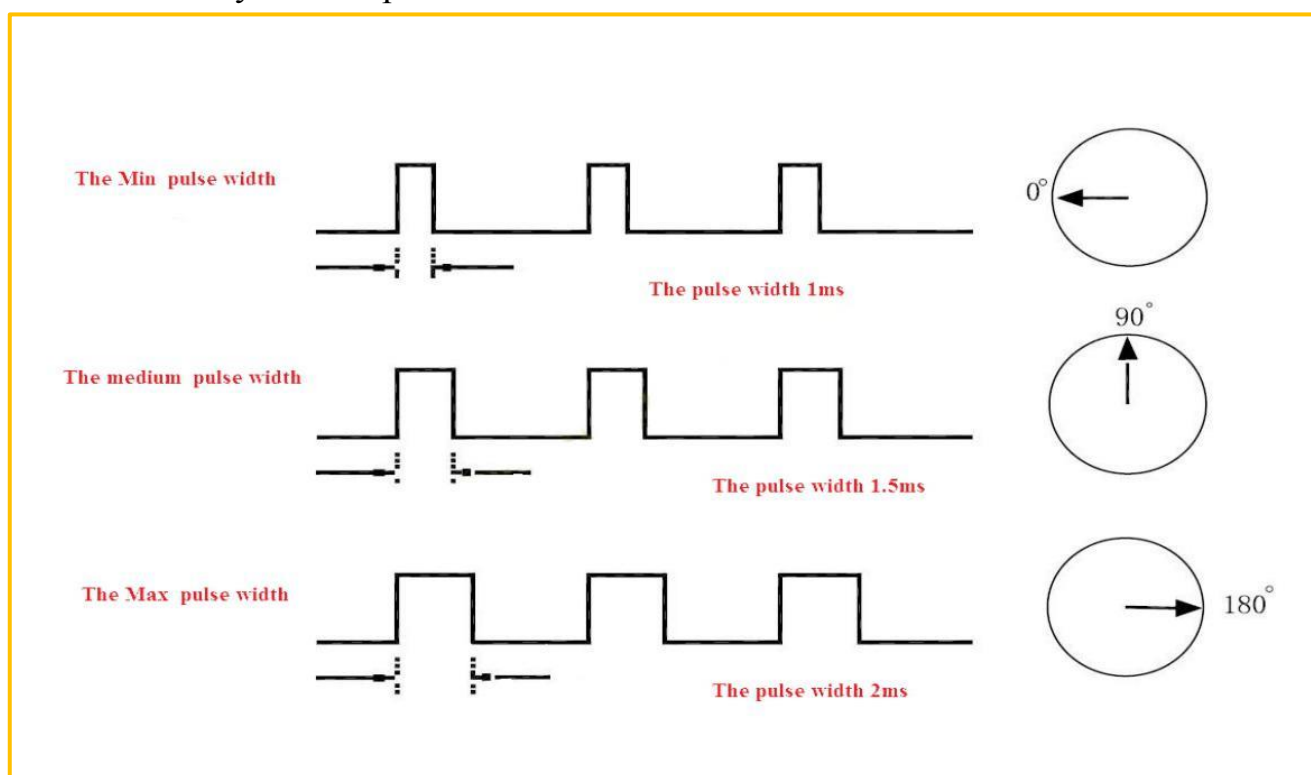 The Min pulse width
0°
The pulse width 1ms
90°
The medium pulse width
The pulse width 1.5ms
The Max pulse width
180°
The pulse width 2ms